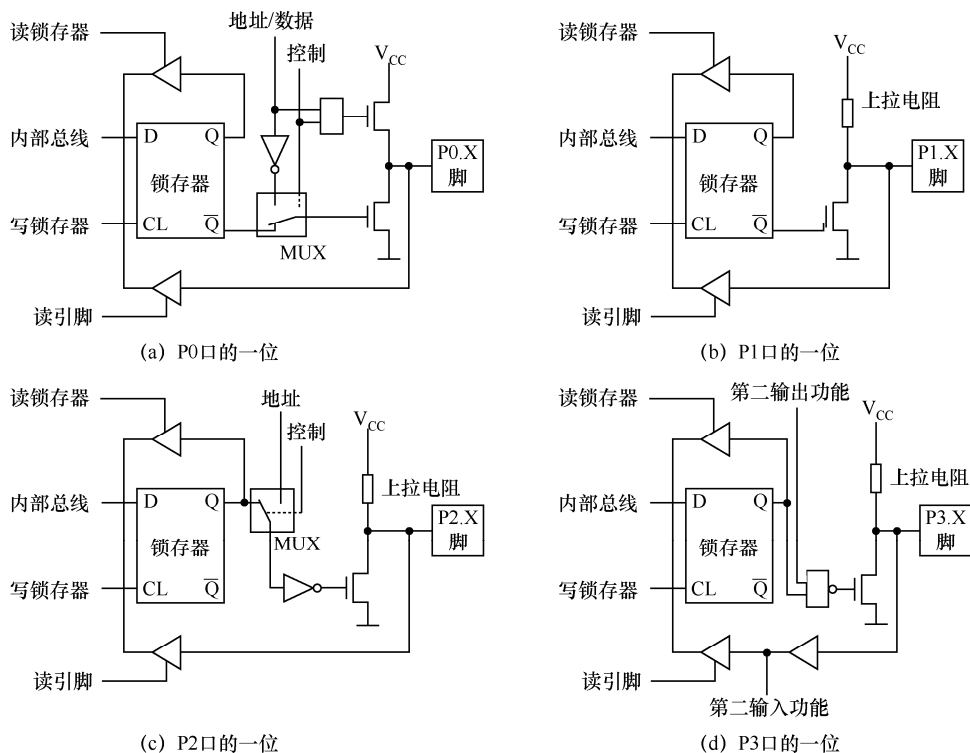 读锁存器
地址/数据
控制
VCC
内部总线
D
Q
锁存器
写锁存器
CL
Q̅
MUX
P0.X
脚
读引脚
(a) P0口的一位
读锁存器
VCC
上拉电阻
内部总线
D
Q
锁存器
写锁存器
CL
Q̅
P1.X
脚
读引脚
(b) P1口的一位
读锁存器
地址
控制
VCC
上拉电阻
内部总线
D
Q
锁存器
MUX
写锁存器
CL
Q̅
P2.X
脚
读引脚
(c) P2口的一位
读锁存器
第二输出功能
VCC
上拉电阻
内部总线
D
Q
锁存器
写锁存器
CL
Q̅
P3.X
脚
读引脚
第二输入功能
(d) P3口的一位